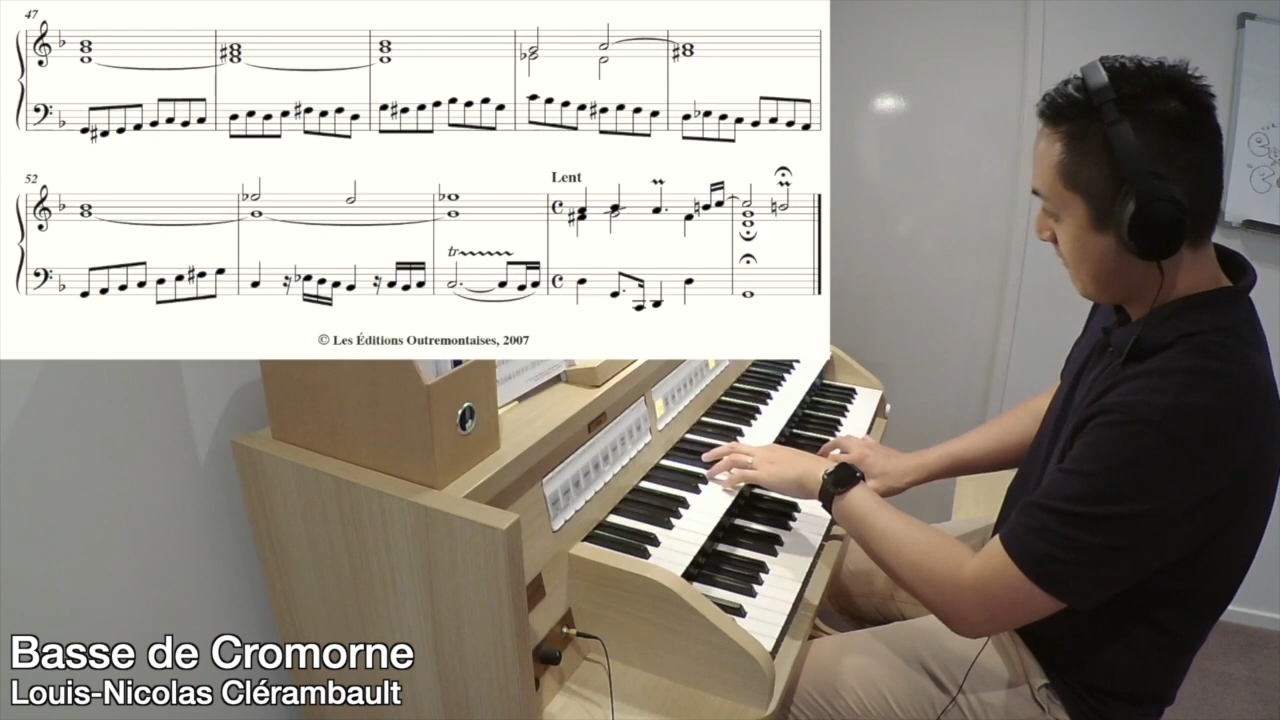 47
52
Lent
tr
© Les Éditions Outremontaises, 2007
Basse de Cromorne
Louis-Nicolas Clérambault